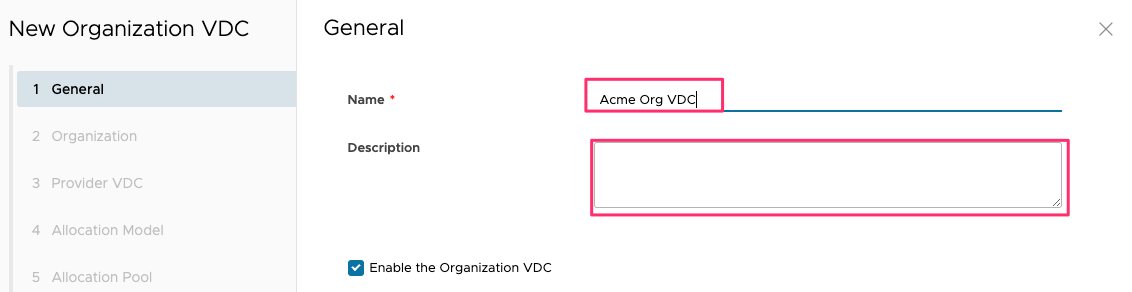 New Organization VDC
1 General
2 Organization
3 Provider VDC
4 Allocation Model
5 Allocation Pool
General
Name *
Acme Org VDC
Description
Enable the Organization VDC